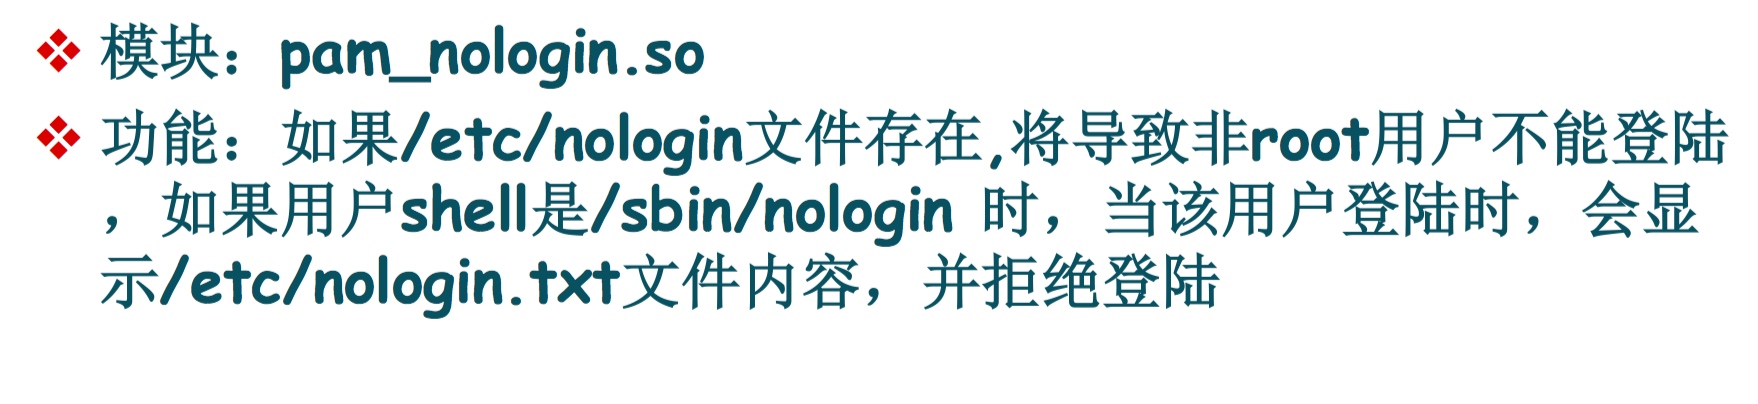 ❖ 模块：pam_nologin.so
❖ 功能：如果/etc/nologin文件存在,将导致非root用户不能登陆
，如果用户shell是/sbin/nologin 时，当该用户登陆时，会显
示/etc/nologin.txt文件内容，并拒绝登陆